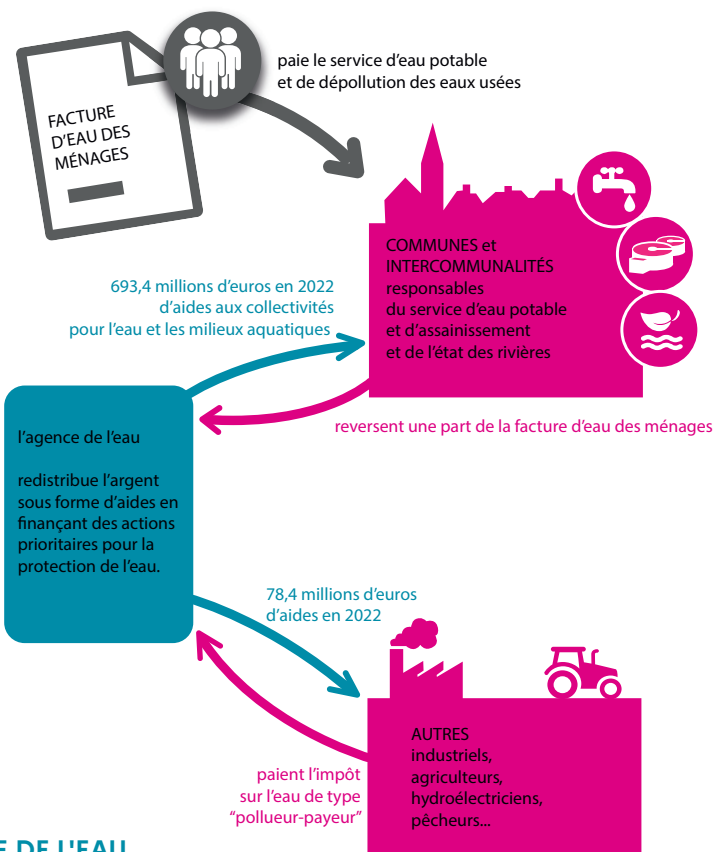 paie le service d'eau potable
et de dépollution des eaux usées
FACTURE
D'EAU DES
MÉNAGES
COMMUNES et
INTERCOMMUNALITÉS
responsables
du service d'eau potable
et d'assainissement
et de l'état des rivières
693,4 millions d'euros en 2022
d'aides aux collectivités
pour l'eau et les milieux aquatiques
reversent une part de la facture d'eau des ménages
l'agence de l'eau
redistribue l'argent
sous forme d'aides en
finançant des actions
prioritaires pour la
protection de l'eau.
78,4 millions d'euros
d'aides en 2022
AUTRES
industriels,
agriculteurs,
hydroélectriciens,
pêcheurs...
paient l'impôt
sur l'eau de type
"pollueur-payeur"
E DE L'EAU